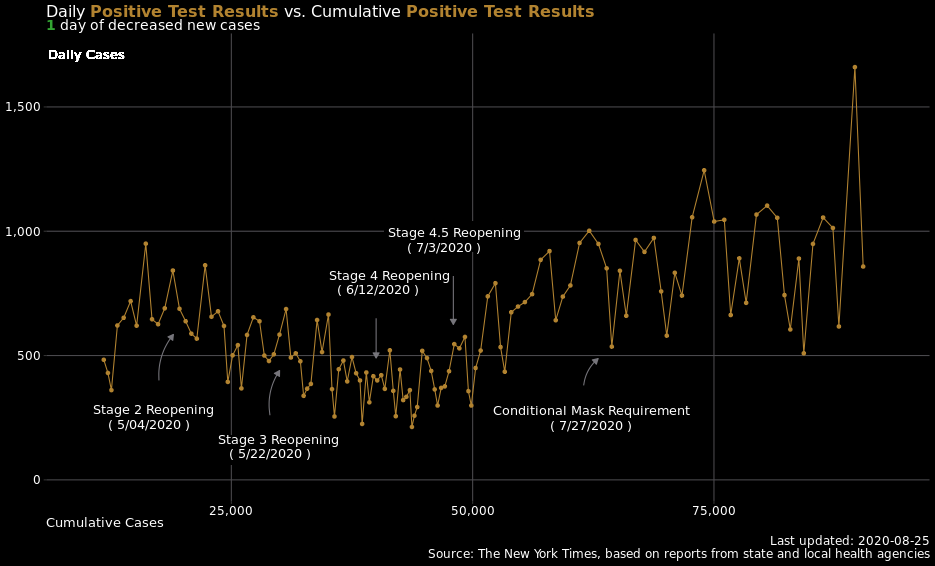 Daily Positive Test Results vs. Cumulative Positive Test Results
1 day of decreased new cases
Daily Cases
1,500
1,000
500
0
Stage 4.5 Reopening
( 7/3/2020 )
Stage 4 Reopening
( 6/12/2020 )
Stage 2 Reopening
( 5/04/2020 )
Stage 3 Reopening
( 5/22/2020 )
Conditional Mask Requirement
( 7/27/2020 )
25,000
50,000
75,000
Cumulative Cases
Last updated: 2020-08-25
Source: The New York Times, based on reports from state and local health agencies